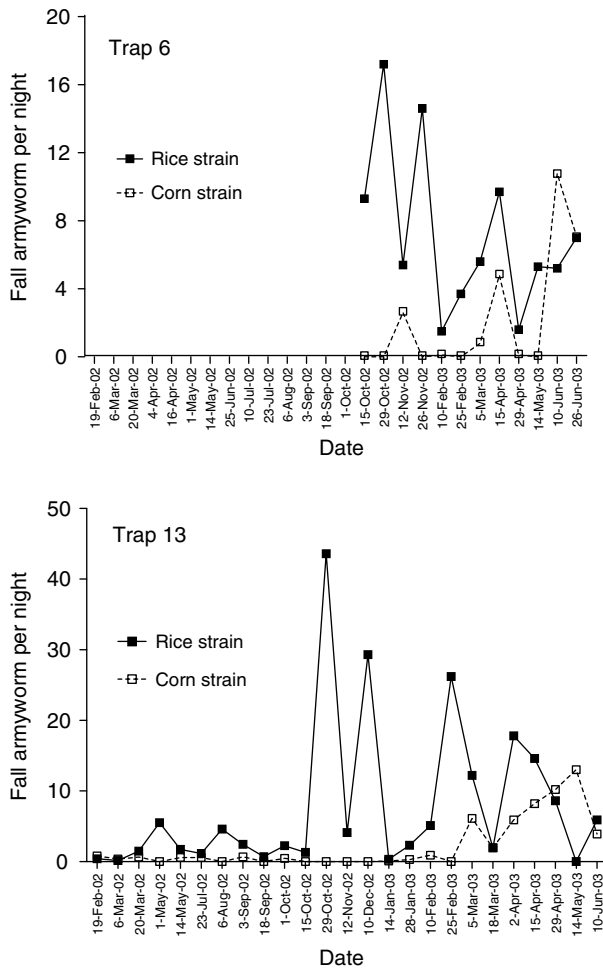 20
Trap 6
16
12
8
4
0
Fall armyworm per night
Rice strain
Corn strain
19-Feb-02
6-Mar-02
20-Mar-02
4-Apr-02
16-Apr-02
1-May-02
14-May-02
25-Jun-02
10-Jul-02
23-Jul-02
6-Aug-02
3-Sep-02
18-Sep-02
1-Oct-02
15-Oct-02
29-Oct-02
12-Nov-02
26-Nov-02
10-Feb-03
25-Feb-03
5-Mar-03
15-Apr-03
29-Apr-03
14-May-03
10-Jun-03
26-Jun-03
Date
50
Trap 13
40
30
20
10
0
Fall armyworm per night
Rice strain
Corn strain
19-Feb-02
6-Mar-02
20-Mar-02
1-May-02
14-May-02
23-Jul-02
6-Aug-02
3-Sep-02
18-Sep-02
1-Oct-02
15-Oct-02
29-Oct-02
12-Nov-02
10-Dec-02
14-Jan-03
28-Jan-03
10-Feb-03
25-Feb-03
5-Mar-03
18-Mar-03
2-Apr-03
15-Apr-03
29-Apr-03
14-May-03
10-Jun-03
Date